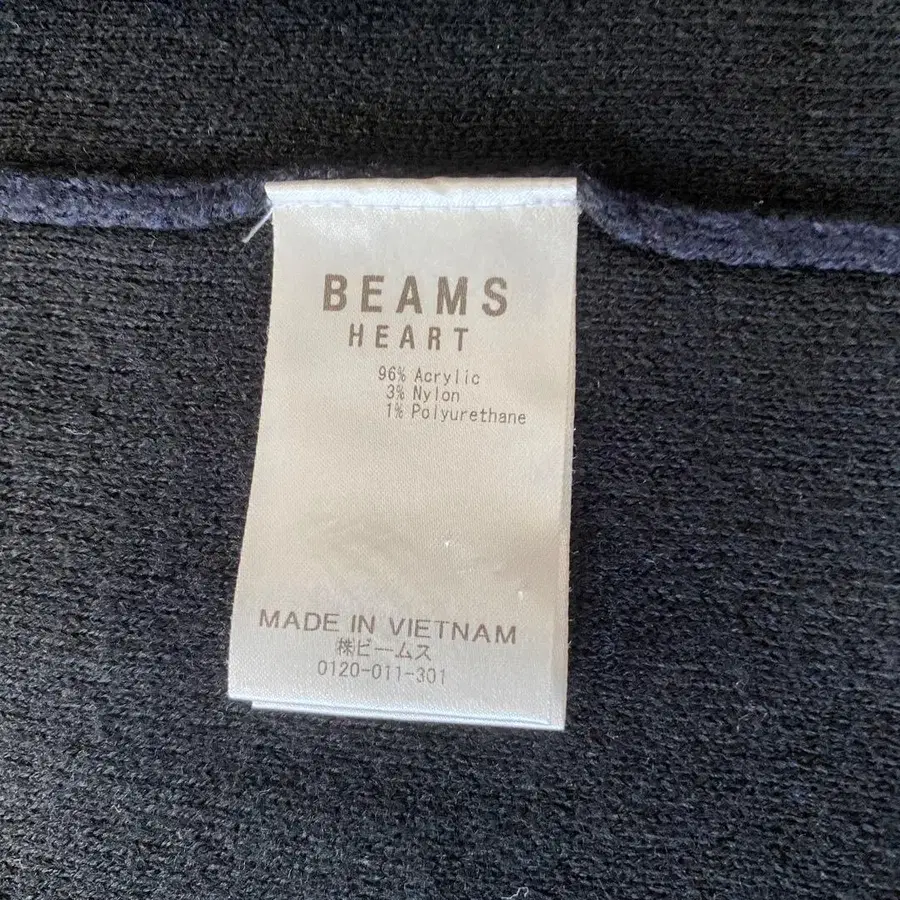 BEAMS
HEART
96% Acrylic
3% Nylon
1% Polyurethane
MADE IN VIETNAM
㈱ビームス
0120-011-301